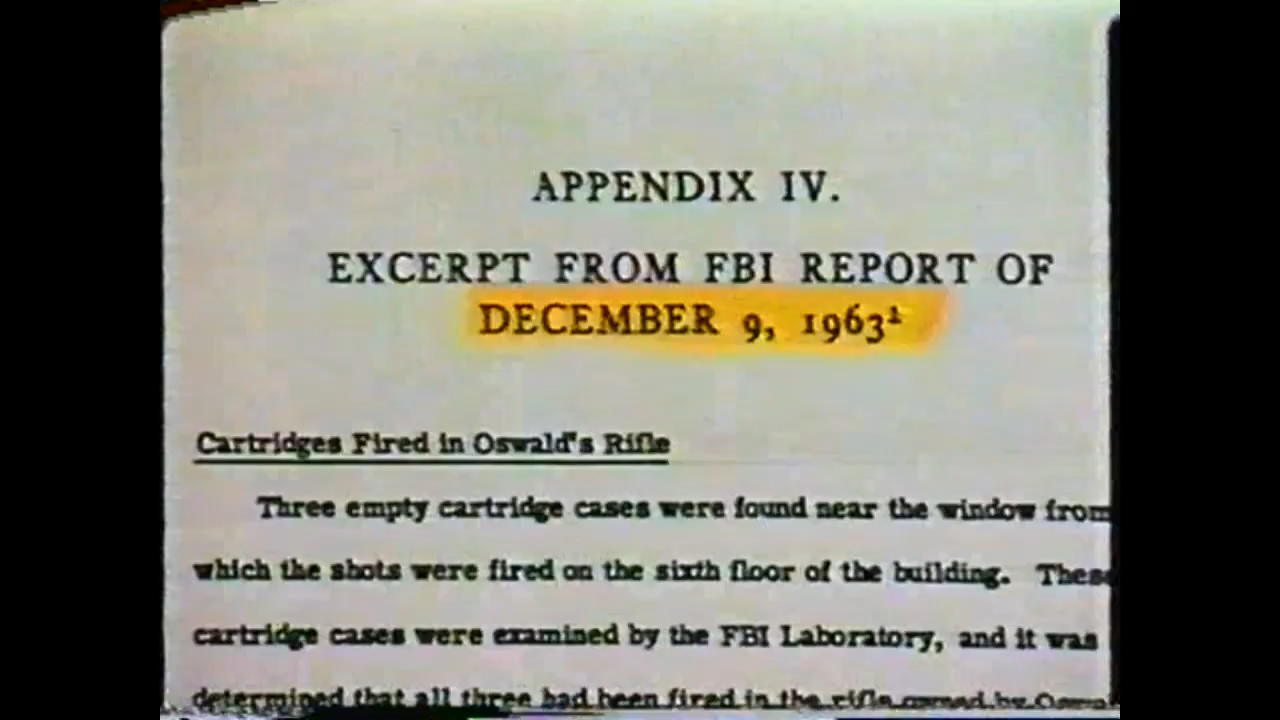 APPENDIX IV.
EXCERPT FROM FBI REPORT OF
DECEMBER 9, 1963¹
Cartridges Fired in Oswald's Rifle
Three empty cartridge cases were found near the window from
which the shots were fired on the sixth floor of the building. These
cartridge cases were examined by the FBI Laboratory, and it was
determined that all three had been fired in the rifle owned by